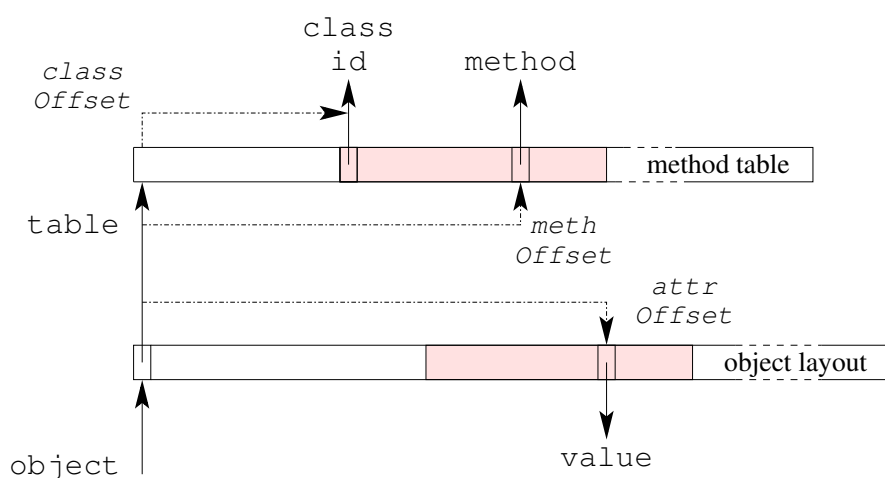 class
id
method
class
Offset
method table
table
meth
Offset
attr
Offset
object layout
value
object